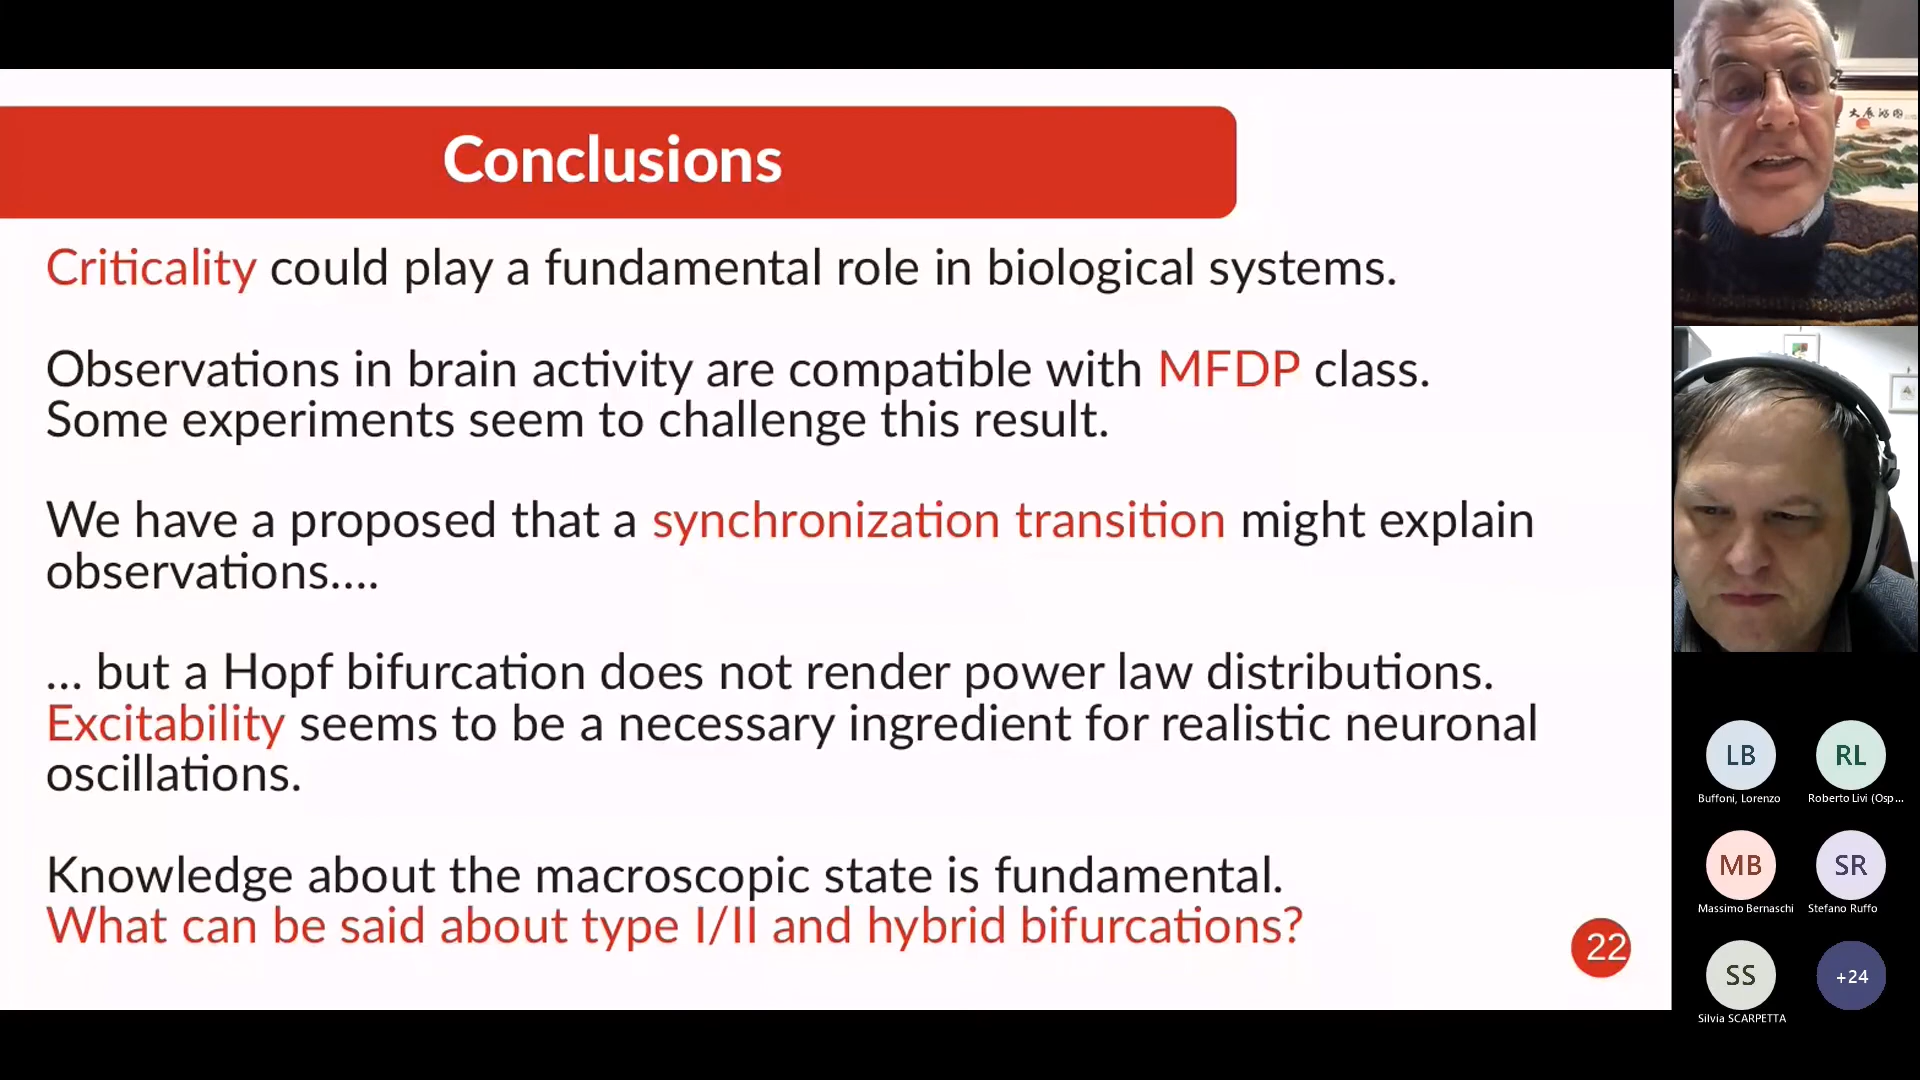 Conclusions
Criticality could play a fundamental role in biological systems.
Observations in brain activity are compatible with MFDP class.
Some experiments seem to challenge this result.
We have a proposed that a synchronization transition might explain
observations....
... but a Hopf bifurcation does not render power law distributions.
Excitability seems to be a necessary ingredient for realistic neuronal
oscillations.
Knowledge about the macroscopic state is fundamental.
What can be said about type I/II and hybrid bifurcations?
22
LB
RL
Buffoni, Lorenzo
Roberto Livi (Osp...
MB
SR
Massimo Bernaschi
Stefano Ruffo
SS
+24
Silvia SCARPETTA